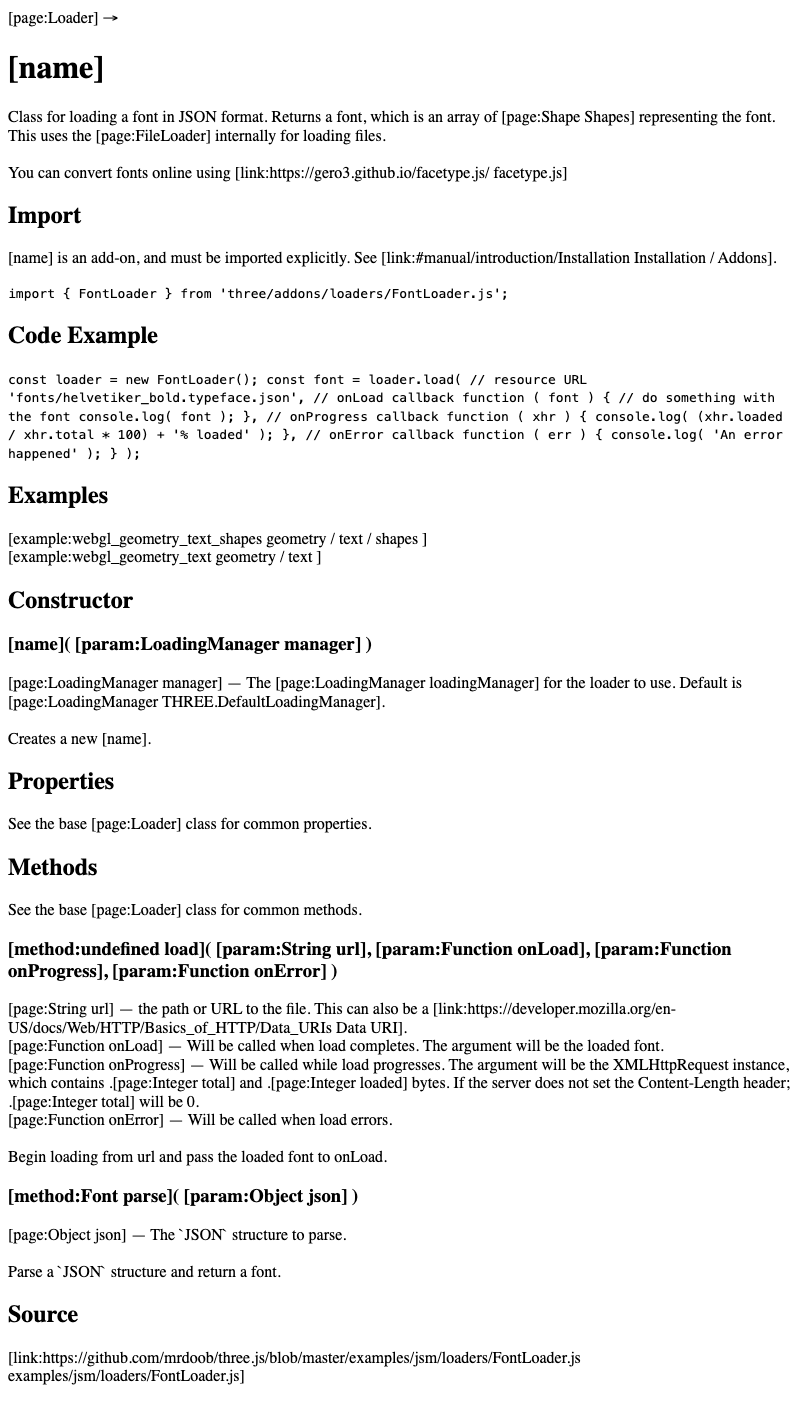 [page:Loader] →
[name]
Class for loading a font in JSON format. Returns a font, which is an array of [page:Shape Shapes] representing the font.
This uses the [page:FileLoader] internally for loading files.
You can convert fonts online using [link:https://gero3.github.io/facetype.js/ facetype.js]
Import
[name] is an add-on, and must be imported explicitly. See [link:#manual/introduction/Installation Installation / Addons].
import { FontLoader } from 'three/addons/loaders/FontLoader.js';
Code Example
const loader = new FontLoader(); const font = loader.load( // resource URL
'fonts/helvetiker_bold.typeface.json', // onLoad callback function ( font ) { // do something with
the font console.log( font ); }, // onProgress callback function ( xhr ) { console.log( (xhr.loaded
/ xhr.total * 100) + '% loaded' ); }, // onError callback function ( err ) { console.log( 'An error
happened' ); } );
Examples
[example:webgl_geometry_text_shapes geometry / text / shapes ]
[example:webgl_geometry_text geometry / text ]
Constructor
[name]( [param:LoadingManager manager] )
[page:LoadingManager manager] — The [page:LoadingManager loadingManager] for the loader to use. Default is
[page:LoadingManager THREE.DefaultLoadingManager].
Creates a new [name].
Properties
See the base [page:Loader] class for common properties.
Methods
See the base [page:Loader] class for common methods.
[method:undefined load]( [param:String url], [param:Function onLoad], [param:Function
onProgress], [param:Function onError] )
[page:String url] — the path or URL to the file. This can also be a [link:https://developer.mozilla.org/en-
US/docs/Web/HTTP/Basics_of_HTTP/Data_URIs Data URI].
[page:Function onLoad] — Will be called when load completes. The argument will be the loaded font.
[page:Function onProgress] — Will be called while load progresses. The argument will be the XMLHttpRequest instance,
which contains .[page:Integer total] and .[page:Integer loaded] bytes. If the server does not set the Content-Length header;
.[page:Integer total] will be 0.
[page:Function onError] — Will be called when load errors.
Begin loading from url and pass the loaded font to onLoad.
[method:Font parse]( [param:Object json] )
[page:Object json] — The `JSON` structure to parse.
Parse a `JSON` structure and return a font.
Source
[link:https://github.com/mrdoob/three.js/blob/master/examples/jsm/loaders/FontLoader.js
examples/jsm/loaders/FontLoader.js]